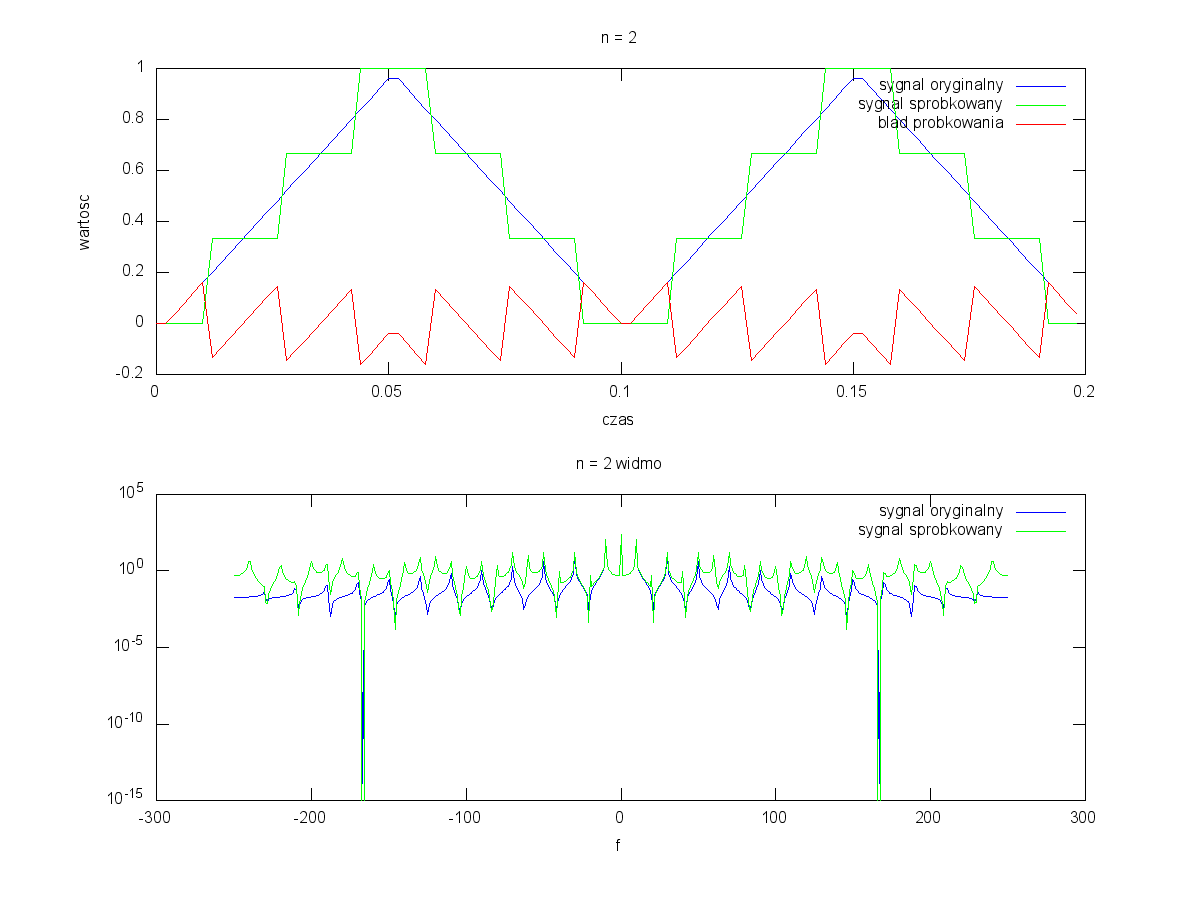 n = 2
1
0.8
0.6
0.4
0.2
0
-0.2
wartosc
sygnal oryginalny
sygnal sprobkowany
blad probkowania
0
0.05
0.1
0.15
0.2
czas
n = 2 widmo
10^5
10^0
10^-5
10^-10
10^-15
sygnal oryginalny
sygnal sprobkowany
-300
-200
-100
0
100
200
300
f